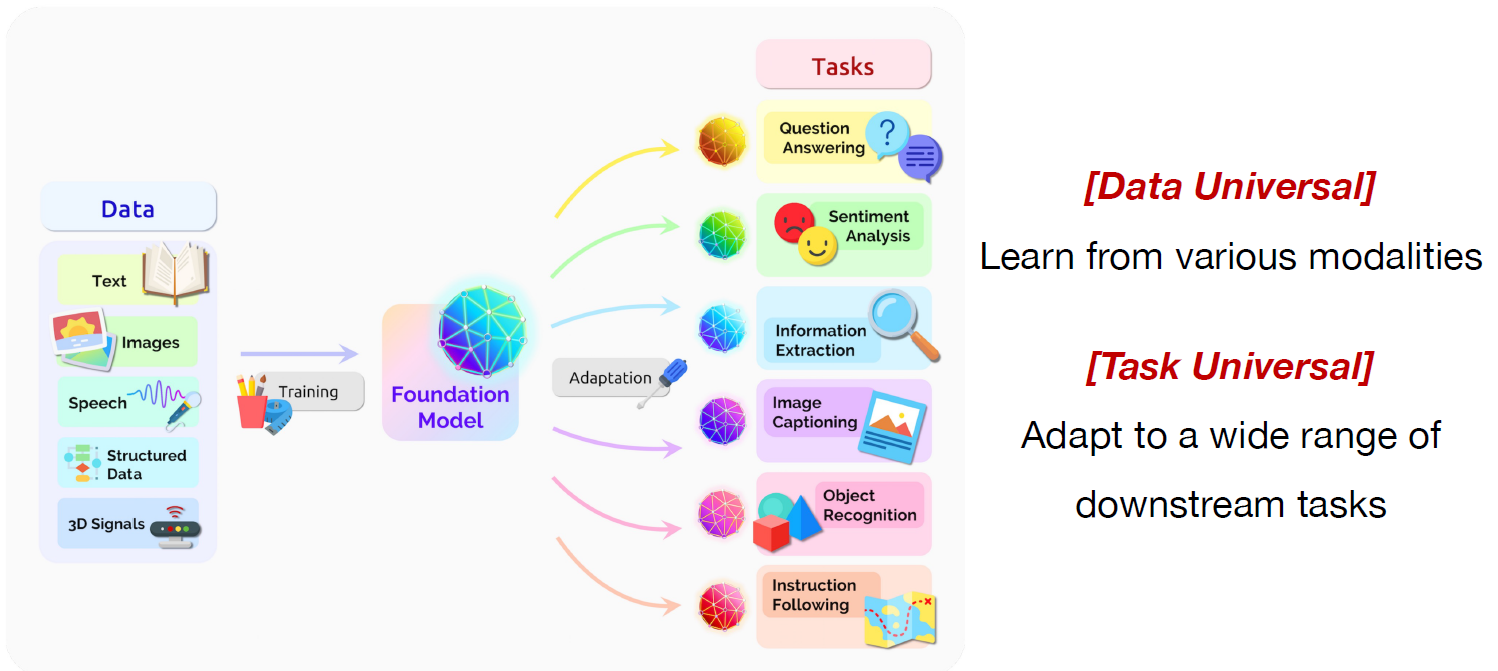 Data
Text
Images
Speech
Structured
Data
3D Signals
Training
Foundation
Model
Adaptation
Tasks
Question
Answering
?
Sentiment
Analysis
Information
Extraction
Image
Captioning
Object
Recognition
Instruction
Following
[Data Universal]
Learn from various modalities
[Task Universal]
Adapt to a wide range of
downstream tasks